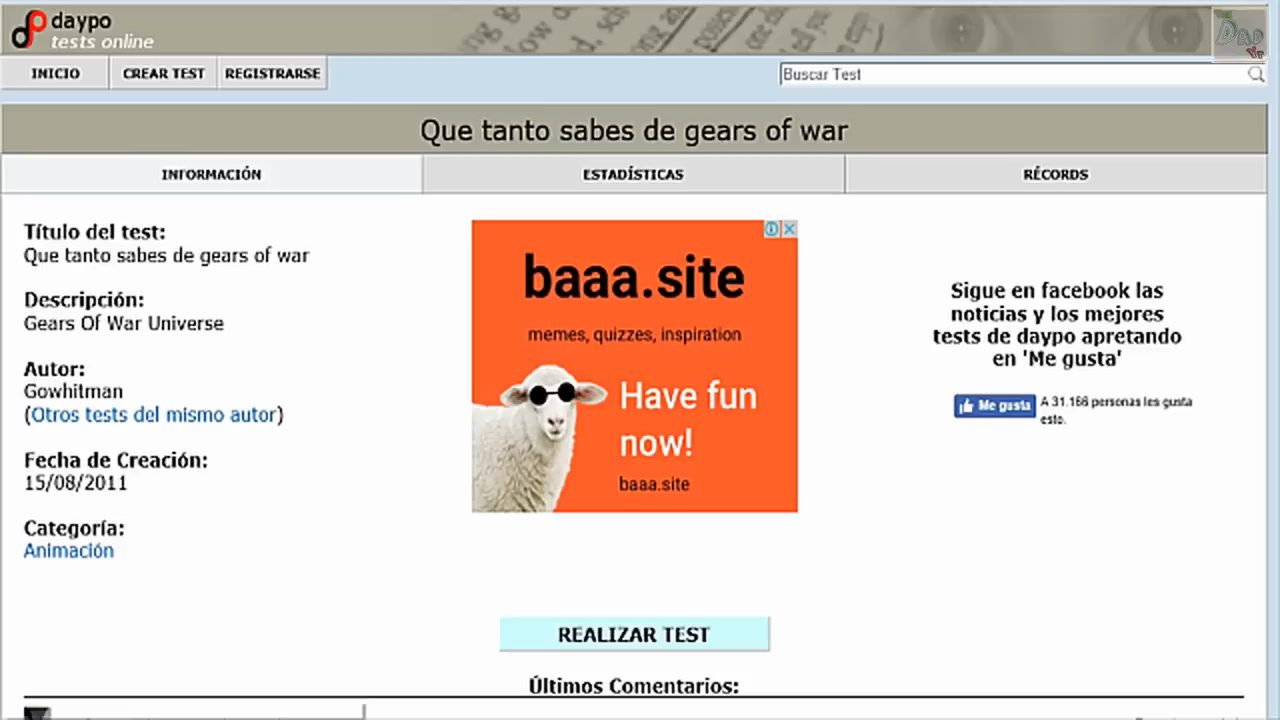 daypo
tests online
INICIO
CREAR TEST
REGISTRARSE
Buscar Test
Que tanto sabes de gears of war
INFORMACIÓN
ESTADÍSTICAS
RÉCORDS
Título del test:
Que tanto sabes de gears of war
Descripción:
Gears Of War Universe
Autor:
Gowhitman
(Otros tests del mismo autor)
Fecha de Creación:
15/08/2011
Categoría:
Animación
baaa.site
memes, quizzes, inspiration
Have fun
now!
baaa.site
Sigue en facebook las
noticias y los mejores
tests de daypo apretando
en 'Me gusta'
Me gusta
A 31.166 personas les gusta
esto.
REALIZAR TEST
Últimos Comentarios: